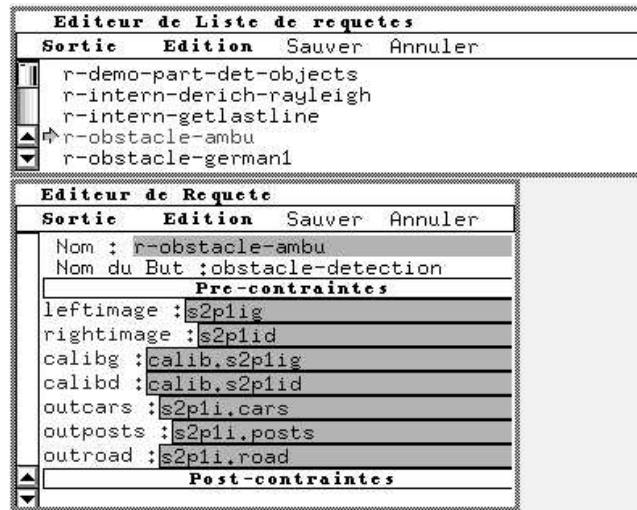 Editeur de Liste de requetes
Sortie Edition Sauver Annuler
r-demo-part-det-objects
r-intern-derich-rayleigh
r-intern-getlastline
r-obstacle-ambu
r-obstacle-german1
Editeur de Requete
Sortie Edition Sauver Annuler
Nom : r-obstacle-ambu
Nom du But :obstacle-detection
Pre-contraintes
leftimage :s2p1ig
rightimage :s2p1id
calibg :calib.s2p1ig
calibd :calib.s2p1id
outcars :s2p1i.cars
outposts :s2p1i.posts
outroad :s2p1i.road
Post-contraintes